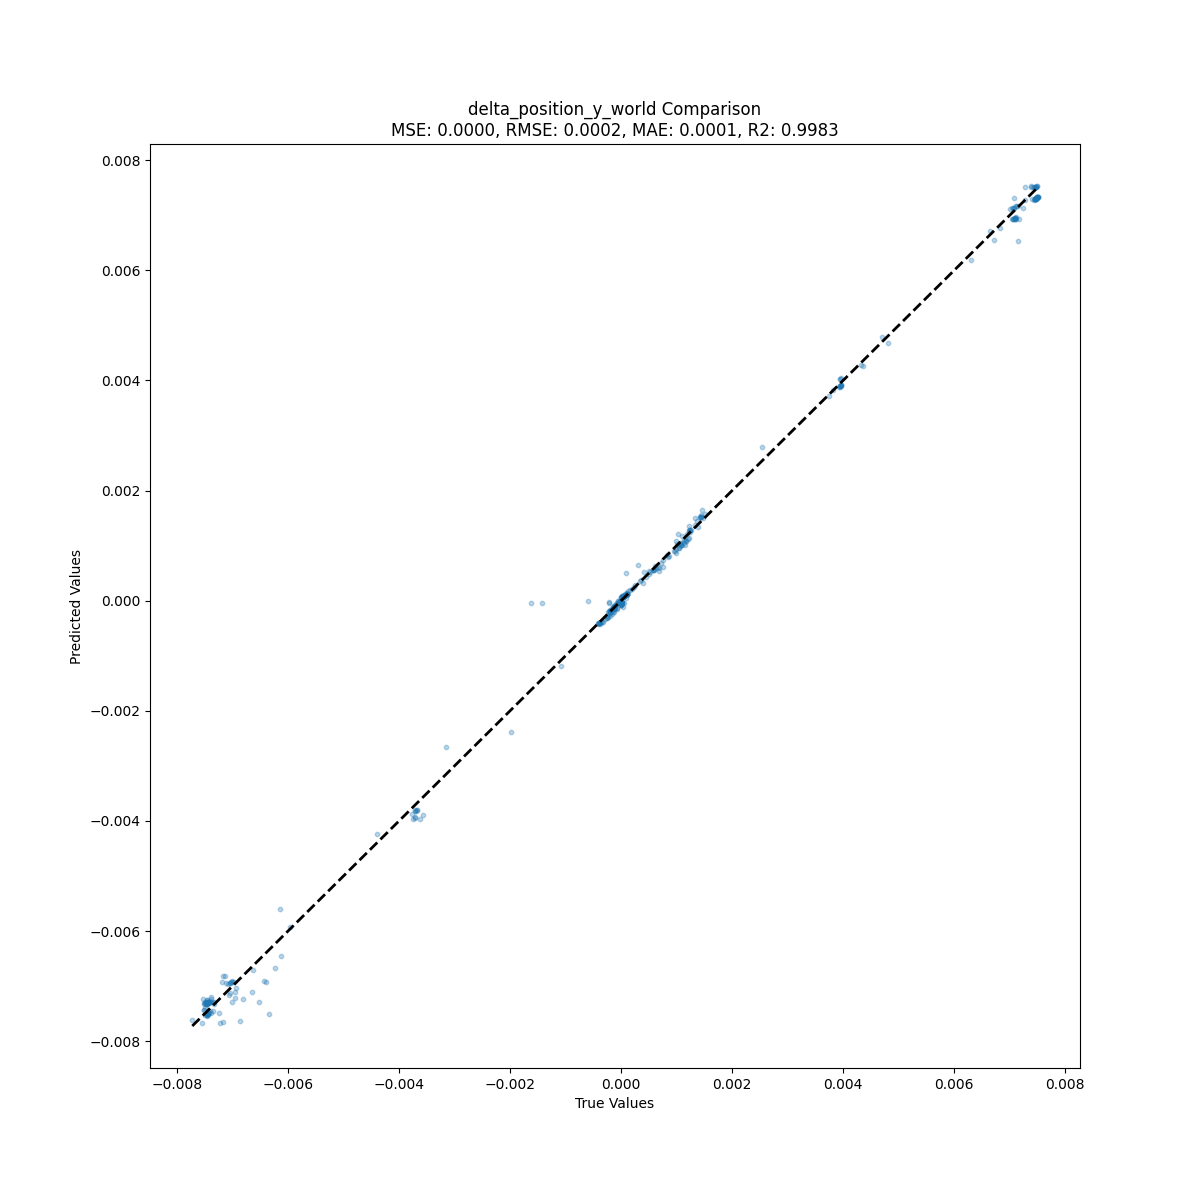 delta_position_y_world Comparison
MSE: 0.0000, RMSE: 0.0002, MAE: 0.0001, R2: 0.9983
0.008
0.006
0.004
0.002
0.000
−0.002
−0.004
−0.006
−0.008
Predicted Values
−0.008 −0.006 −0.004 −0.002 0.000 0.002 0.004 0.006 0.008
True Values